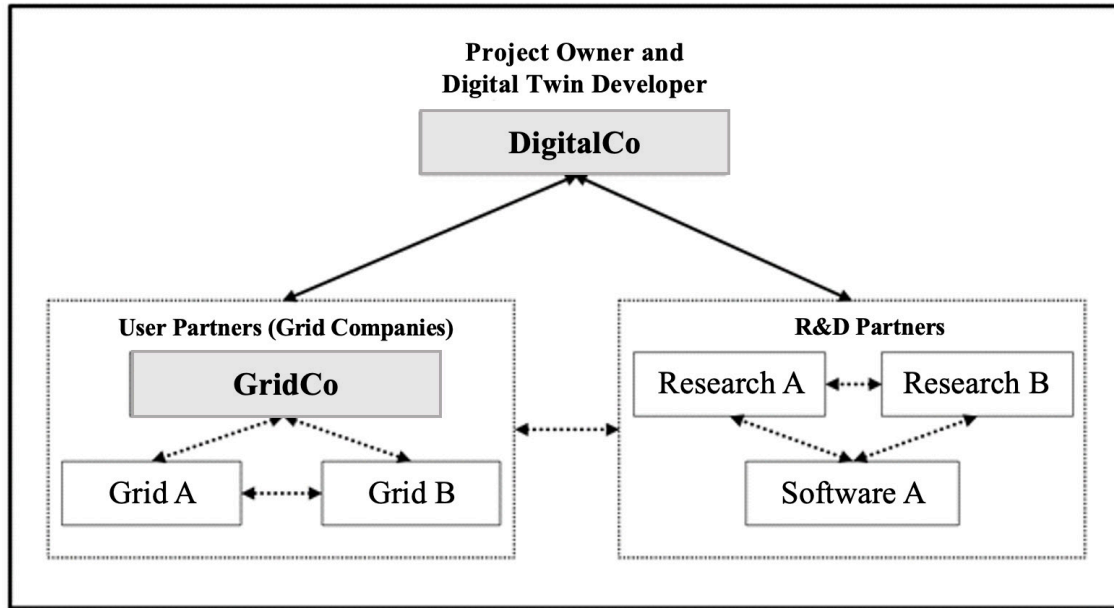 Project Owner and
Digital Twin Developer
DigitalCo
User Partners (Grid Companies)
GridCo
Grid A
Grid B
R&D Partners
Research A
Research B
Software A